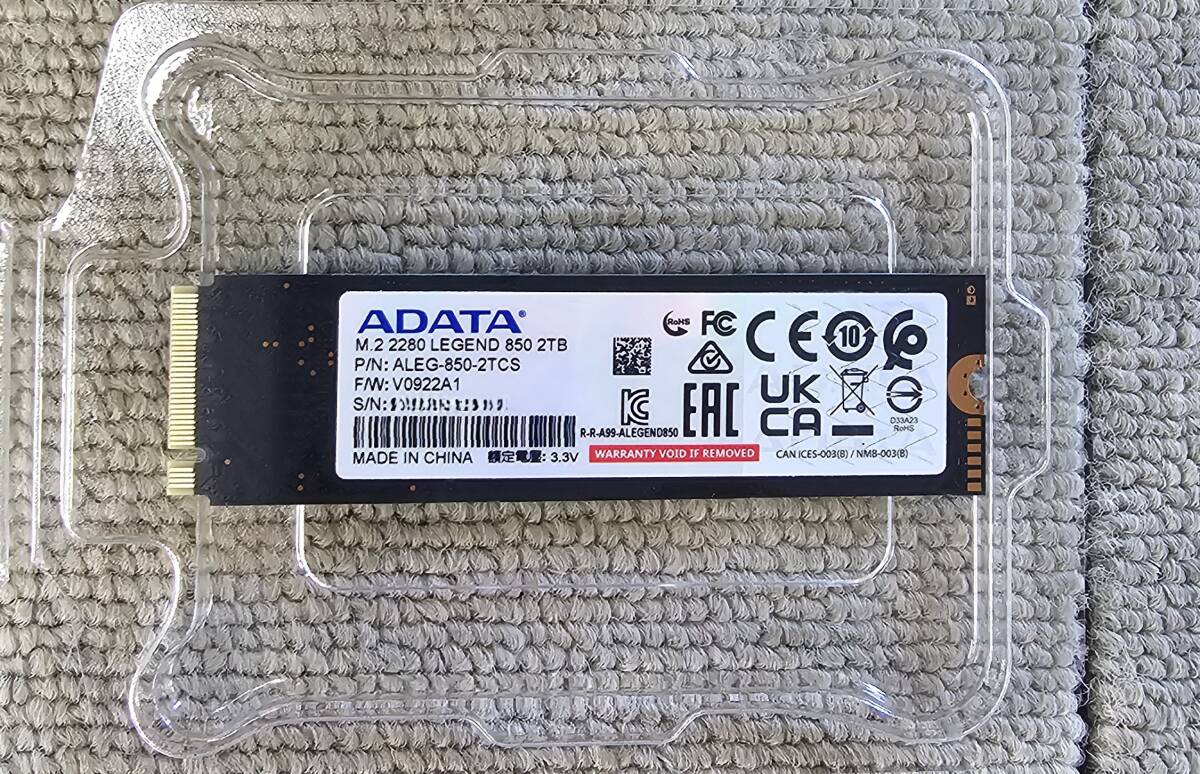 ADATA®
M.2 2280 LEGEND 850 2TB
P/N: ALEG-850-2TCS
F/W: V0922A1
S/N:
MADE IN CHINA 額定電壓: 3.3V
RoHS
FC
CE
10
R-R-A99-ALEGEND850
EAC
UK
CA
D33A23
RoHS
WARRANTY VOID IF REMOVED
CAN ICES-003(B) / NMB-003(B)